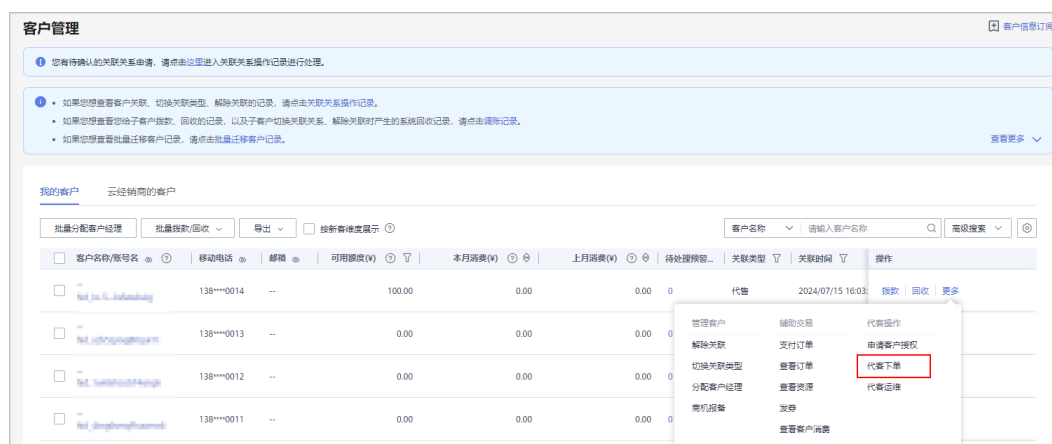 客户管理
客户信息订阅
您有待确认的关联关系申请，请点击这里进入关联关系操作记录进行处理。
• 如果您想查看客户关联、切换关联类型、解除关联的记录，请点击关联关系操作记录。
• 如果您想查看您给子客户拨款、回收的记录，以及子客户切换关联关系、解除关联时产生的系统回收记录，请点击调账记录。
• 如果您想查看批量迁移客户记录，请点击批量迁移客户记录。
查看更多
我的客户 云经销商的客户
批量分配客户经理 批量拨款/回收 导出 按新客维度展示 客户名称 请输入客户名称 高级搜索
客户名称/账号名 移动电话 邮箱 可用额度(¥) 本月消费(¥) 上月消费(¥) 待处理预警... 关联类型 关联时间 操作
--
138****0014 -- 100.00 0.00 0.00 0 代售 2024/07/15 16:03: 拨款 回收 更多
--
138****0013 -- 0.00 0.00 0.00 0
--
138****0012 -- 0.00 0.00 0.00 0
--
138****0011 -- 0.00 0.00 0.00 0
管理客户 辅助交易 代客操作
解除关联 支付订单 申请客户授权
切换关联类型 查看订单 代客下单
分配客户经理 查看资源 代客运维
商机报备 发券
查看客户消费